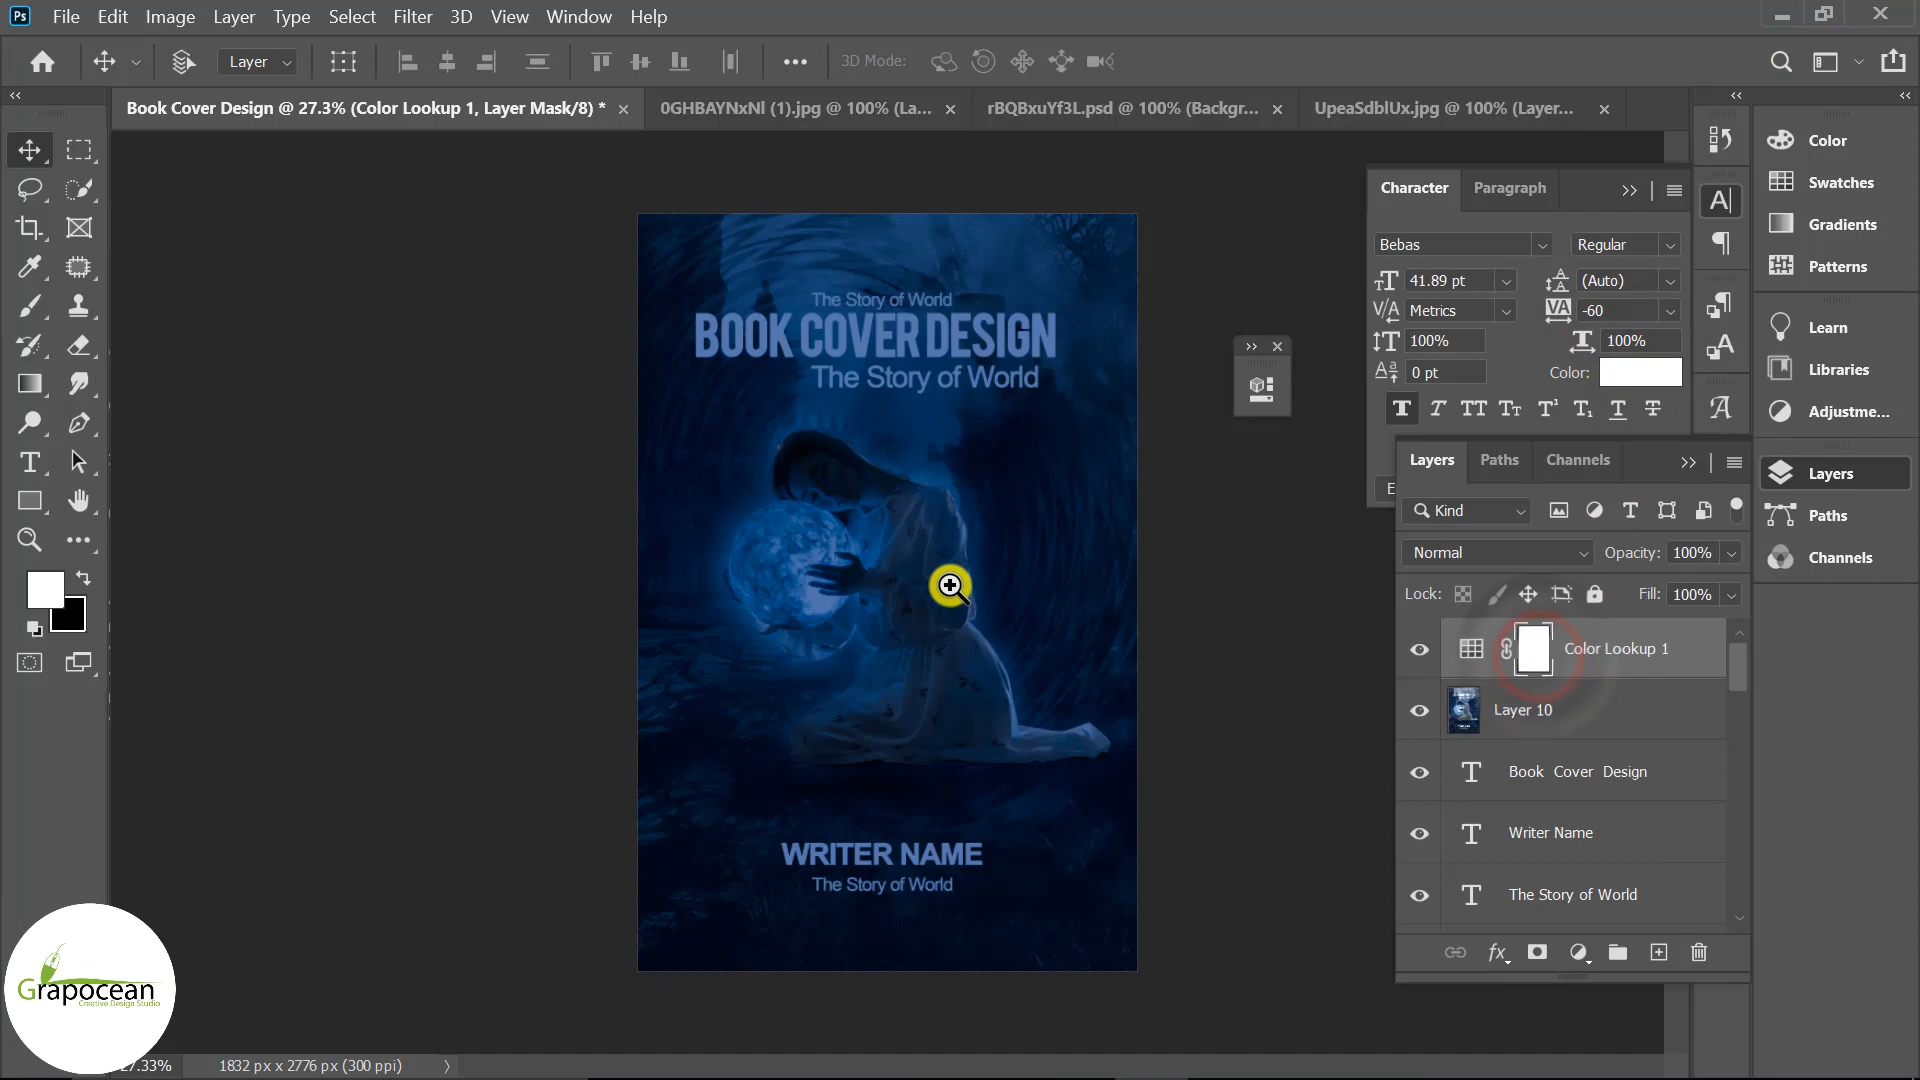 Ps File Edit Image Layer Type Select Filter 3D View Window Help
Layer 3D Mode:
Book Cover Design @ 27.3% (Color Lookup 1, Layer Mask/8) * 0GHBAYNxNl (1).jpg @ 100% (La... rBQBxuYf3L.psd @ 100% (Backgr... UpeaSdblUx.jpg @ 100% (Layer...
The Story of World
BOOK COVER DESIGN
The Story of World
WRITER NAME
The Story of World
Character Paragraph
Bebas Regular
41.89 pt (Auto)
Metrics -60
100% 100%
0 pt Color:
E
Layers Paths Channels
Kind
Normal Opacity: 100%
Lock: Fill: 100%
Color Lookup 1
Layer 10
Book Cover Design
Writer Name
The Story of World
Color
Swatches
Gradients
Patterns
Learn
Libraries
Adjustme...
Layers
Paths
Channels
Grapocean
Creative Design Studio
27.33% 1832 px x 2776 px (300 ppi)